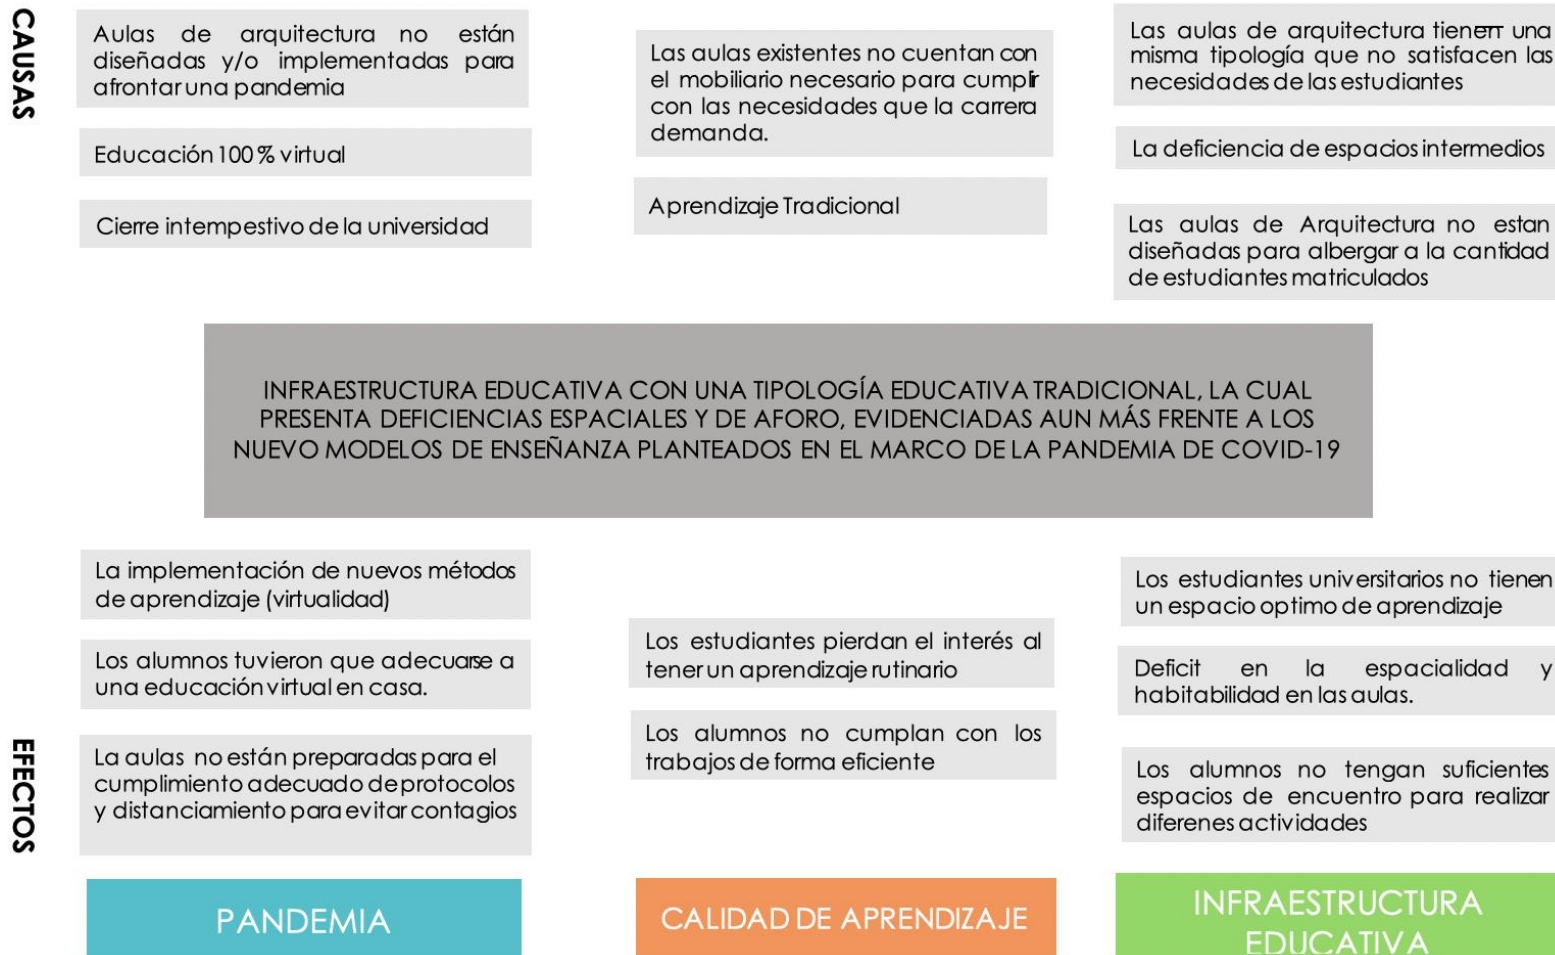 CAUSAS
Aulas de arquitectura no están
diseñadas y/o implementadas para
afrontar una pandemia
Educación 100% virtual
Cierre intempestivo de la universidad
Las aulas existentes no cuentan con
el mobiliario necesario para cumplir
con las necesidades que la carrera
demanda.
Aprendizaje Tradicional
Las aulas de arquitectura tienen una
misma tipología que no satisfacen las
necesidades de las estudiantes
La deficiencia de espacios intermedios
Las aulas de Arquitectura no estan
diseñadas para albergar a la cantidad
de estudiantes matriculados
INFRAESTRUCTURA EDUCATIVA CON UNA TIPOLOGÍA EDUCATIVA TRADICIONAL, LA CUAL
PRESENTA DEFICIENCIAS ESPACIALES Y DE AFORO, EVIDENCIADAS AUN MÁS FRENTE A LOS
NUEVO MODELOS DE ENSEÑANZA PLANTEADOS EN EL MARCO DE LA PANDEMIA DE COVID-19
EFECTOS
La implementación de nuevos métodos
de aprendizaje (virtualidad)
Los alumnos tuvieron que adecuarse a
una educación virtual en casa.
La aulas no están preparadas para el
cumplimiento adecuado de protocolos
y distanciamiento para evitar contagios
Los estudiantes pierdan el interés al
tener un aprendizaje rutinario
Los alumnos no cumplan con los
trabajos de forma eficiente
Los estudiantes universitarios no tienen
un espacio optimo de aprendizaje
Deficit en la espacialidad y
habitabilidad en las aulas.
Los alumnos no tengan suficientes
espacios de encuentro para realizar
diferenes actividades
PANDEMIA
CALIDAD DE APRENDIZAJE
INFRAESTRUCTURA
EDUCATIVA